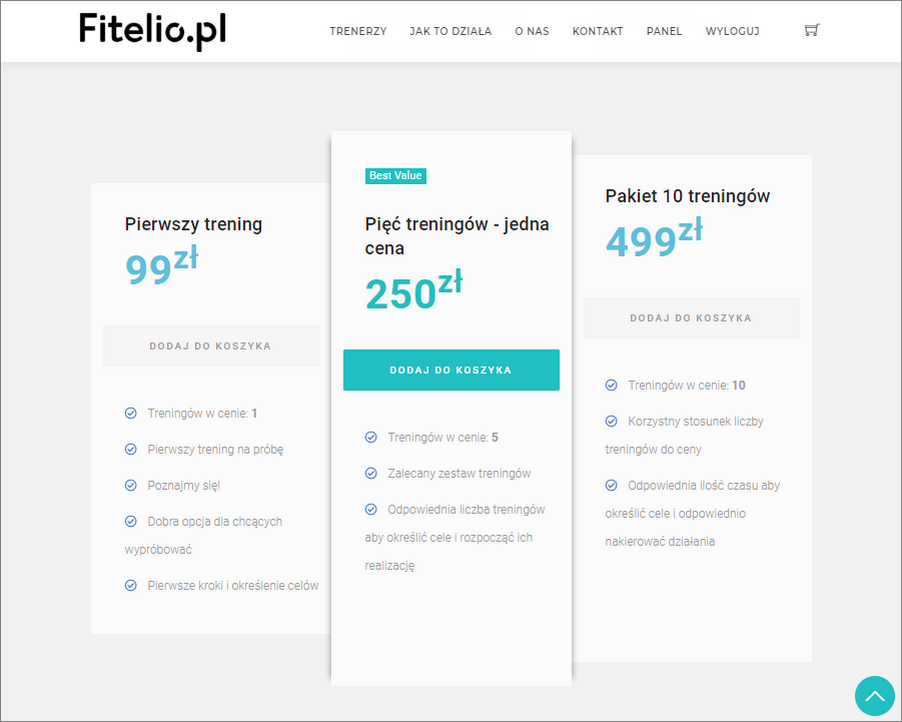 Fitelio.pl
TRENERZY JAK TO DZIAŁA O NAS KONTAKT PANEL WYLOGUJ
Pierwszy trening
99zł
DODAJ DO KOSZYKA
Treningów w cenie: 1
Pierwszy trening na próbę
Poznajmy się!
Dobra opcja dla chcących
wypróbować
Pierwsze kroki i określenie celów
Best Value
Pięć treningów - jedna
cena
250zł
DODAJ DO KOSZYKA
Treningów w cenie: 5
Zalecany zestaw treningów
Odpowiednia liczba treningów
aby określić cele i rozpocząć ich
realizację
Pakiet 10 treningów
499zł
DODAJ DO KOSZYKA
Treningów w cenie: 10
Korzystny stosunek liczby
treningów do ceny
Odpowiednia ilość czasu aby
określić cele i odpowiednio
nakierować działania